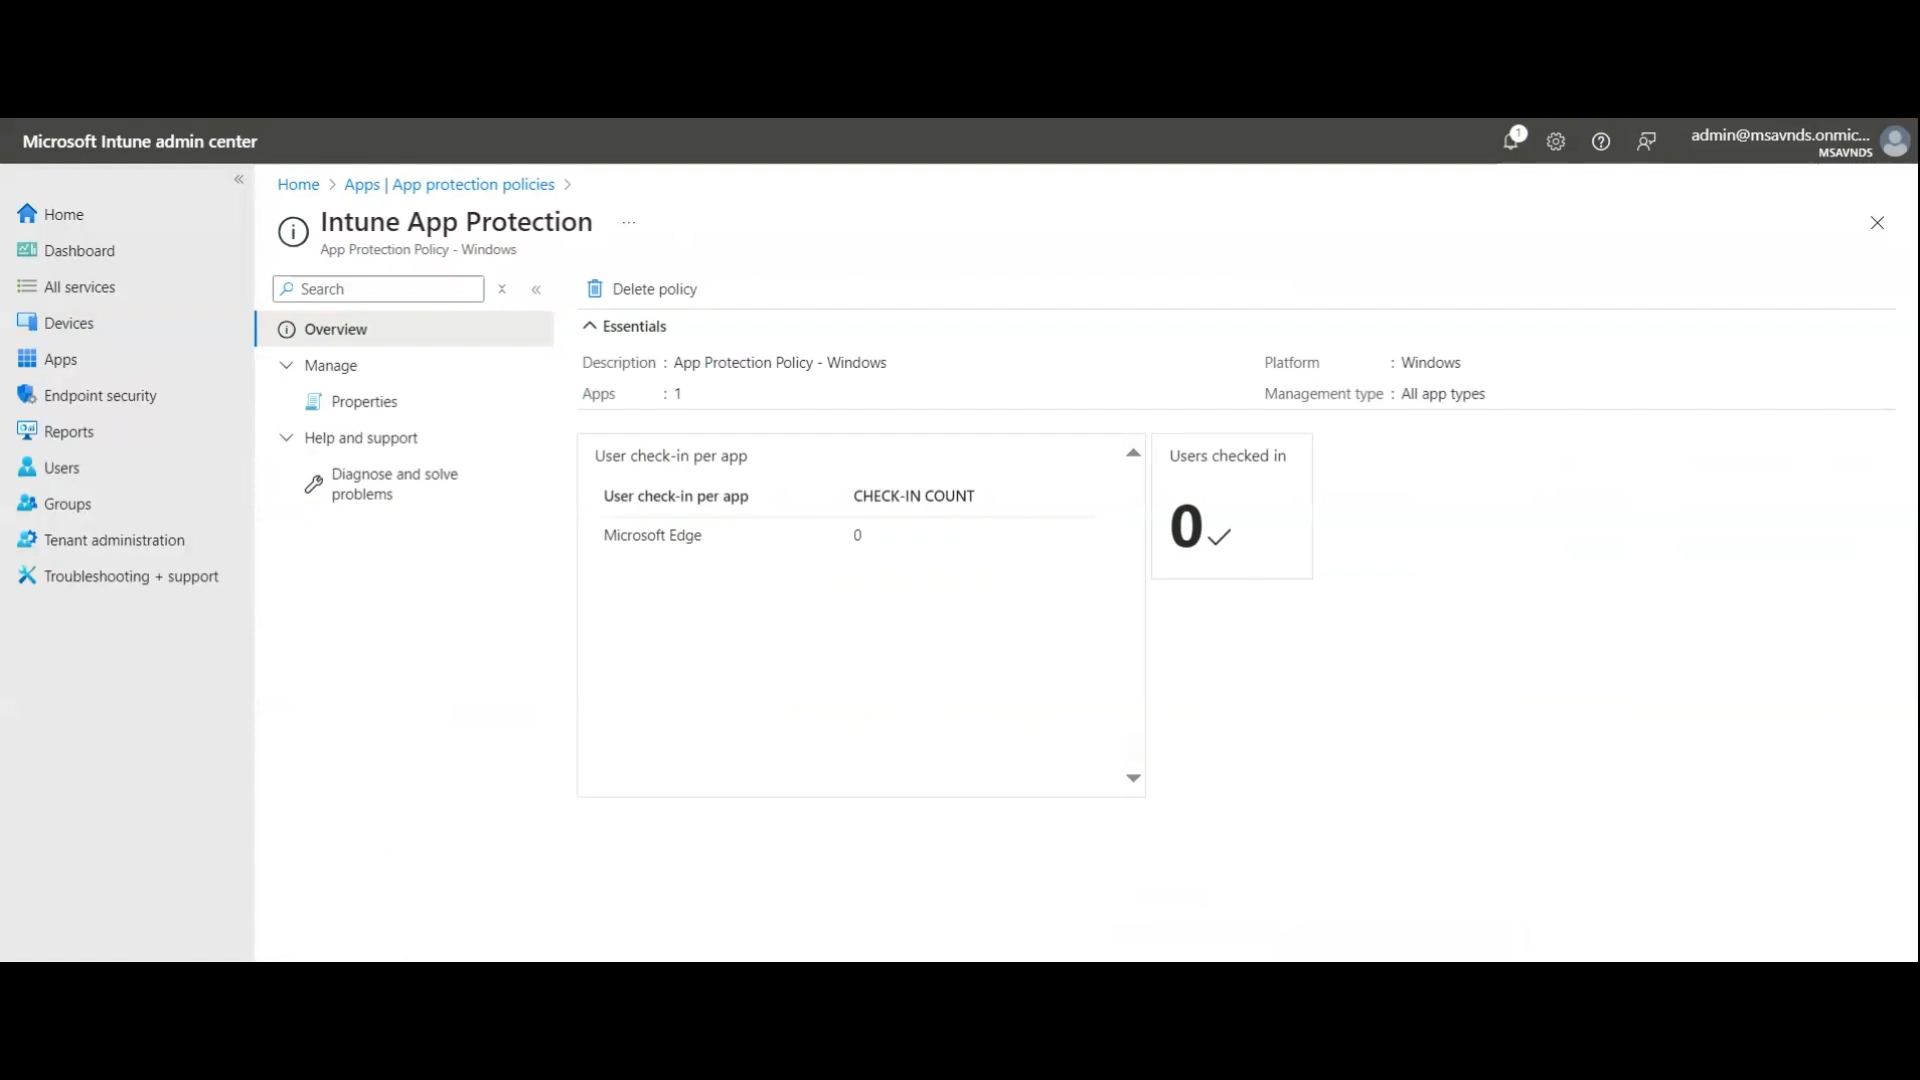 Microsoft Intune admin center
1
admin@msavnds.onmic...
MSAVNDS
Home
Dashboard
All services
Devices
Apps
Endpoint security
Reports
Users
Groups
Tenant administration
Troubleshooting + support
Home > Apps | App protection policies >
Intune App Protection ...
App Protection Policy - Windows
Search
Overview
Manage
Properties
Help and support
Diagnose and solve
problems
Delete policy
Essentials
Description : App Protection Policy - Windows
Apps : 1
Platform : Windows
Management type : All app types
User check-in per app
User check-in per app CHECK-IN COUNT
Microsoft Edge 0
Users checked in
0